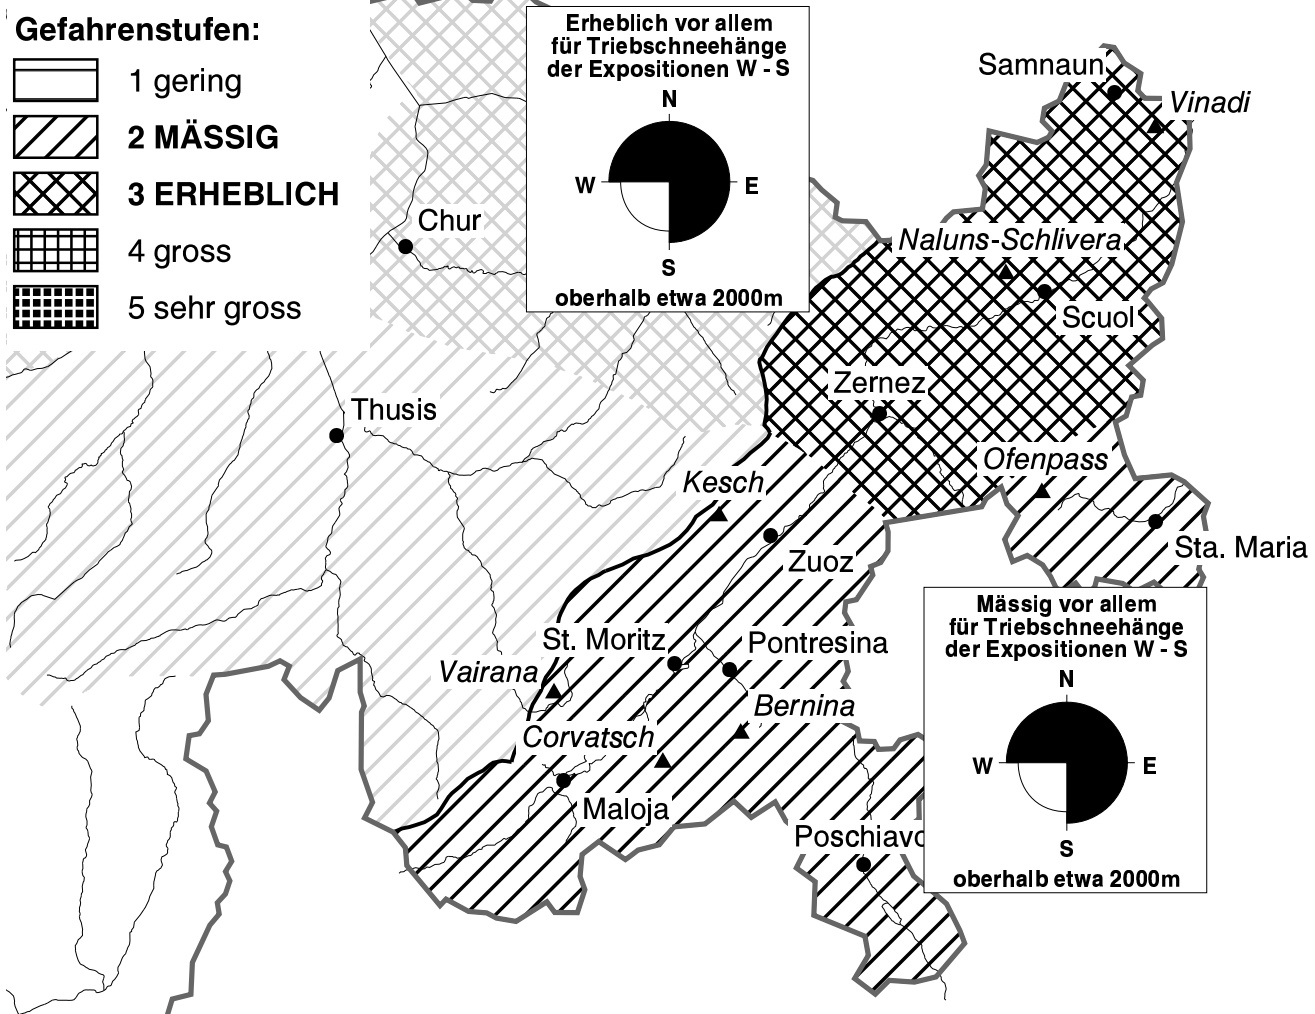 Gefahrenstufen:
1 gering
2 MÄSSIG
3 ERHEBLICH
4 gross
5 sehr gross
Erheblich vor allem
für Triebschneehänge
der Expositionen W - S
N
W
E
S
oberhalb etwa 2000m
Samnaun
Vinadi
Chur
Naluns-Schlivera
Scuol
Zernez
Thusis
Ofenpass
Kesch
Sta. Maria
Zuoz
St. Moritz
Pontresina
Vairana
Bernina
Corvatsch
Maloja
Poschiavo
Mässig vor allem
für Triebschneehänge
der Expositionen W - S
N
W
E
S
oberhalb etwa 2000m